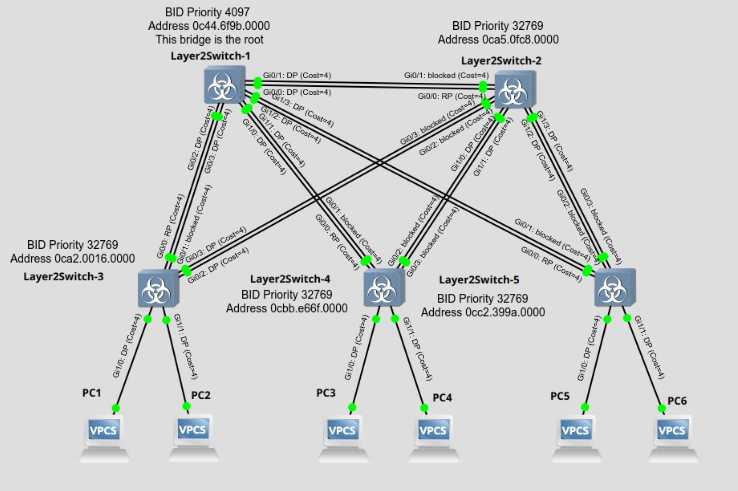 BID Priority 4097
Address 0c44.6f9b.0000
This bridge is the root
Layer2Switch-1
BID Priority 32769
Address 0ca5.0fc8.0000
Layer2Switch-2
Gi0/1: DP (Cost=4)
Gi0/1: blocked (Cost=4)
Gi0/0: DP (Cost=4)
Gi0/0: RP (Cost=4)
Gi1/3: DP (Cost=4)
Gi1/2: DP (Cost=4)
Gi1/1: DP (Cost=4)
Gi1/0: DP (Cost=4)
Gi0/2: DP (Cost=4)
Gi0/3: DP (Cost=4)
Gi0/3: blocked (Cost=4)
Gi0/2: blocked (Cost=4)
Gi1/0: DP (Cost=4)
Gi1/1: DP (Cost=4)
Gi1/3: DP (Cost=4)
Gi1/2: DP (Cost=4)
Gi0/0: RP (Cost=4)
Gi0/1: blocked (Cost=4)
Gi0/3: DP (Cost=4)
Gi0/2: DP (Cost=4)
Gi0/1: blocked (Cost=4)
Gi0/0: RP (Cost=4)
Gi0/2: blocked (Cost=4)
Gi0/3: blocked (Cost=4)
Gi0/1: blocked (Cost=4)
Gi0/0: RP (Cost=4)
Gi0/3: blocked (Cost=4)
Gi0/2: blocked (Cost=4)
BID Priority 32769
Address 0ca2.0016.0000
Layer2Switch-3
Layer2Switch-4
BID Priority 32769
Address 0cbb.e66f.0000
Layer2Switch-5
BID Priority 32769
Address 0cc2.399a.0000
Gi1/0: DP (Cost=4)
Gi1/1: DP (Cost=4)
Gi1/0: DP (Cost=4)
Gi1/1: DP (Cost=4)
Gi1/0: DP (Cost=4)
Gi1/1: DP (Cost=4)
PC1
PC2
PC3
PC4
PC5
PC6
VPCS
VPCS
VPCS
VPCS
VPCS
VPCS